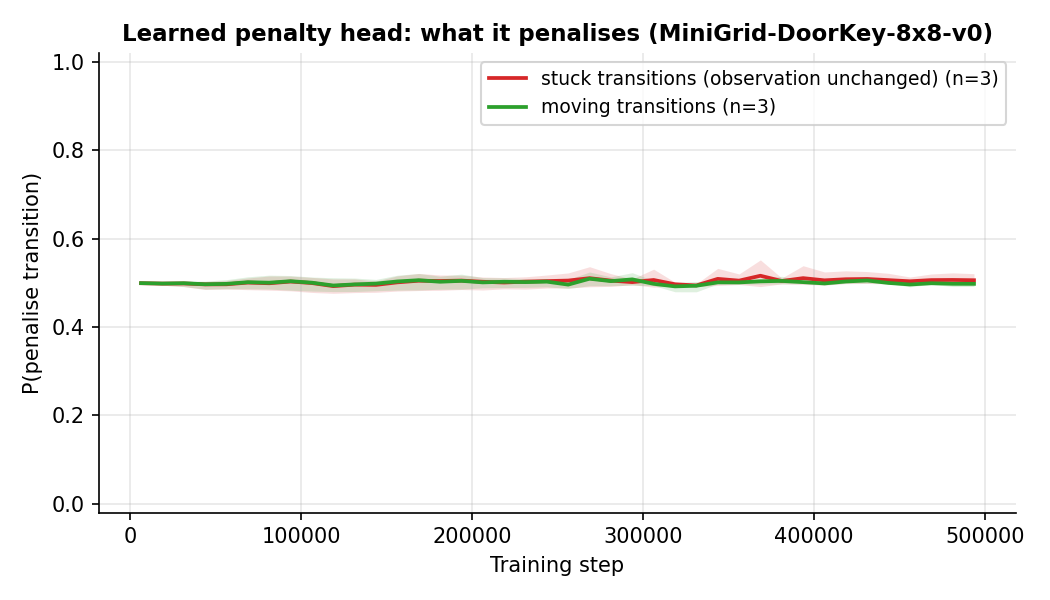 Learned penalty head: what it penalises (MiniGrid-DoorKey-8x8-v0)
stuck transitions (observation unchanged) (n=3)
moving transitions (n=3)
P(penalise transition)
1.0
0.8
0.6
0.4
0.2
0.0
0
100000
200000
300000
400000
500000
Training step